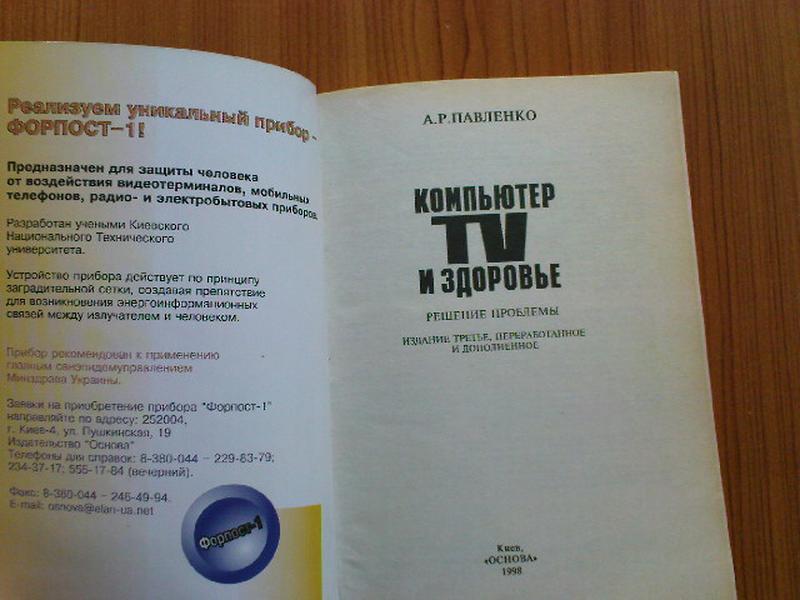 Реализуем уникальный прибор -
ФОРПОСТ-1!
Предназначен для защиты человека
от воздействия видеотерминалов, мобильных
телефонов, радио- и электробытовых приборов.
Разработан учеными Киевского
Национального Технического
университета.
Устройство прибора действует по принципу
заградительной сетки, создавая препятствие
для возникновения энергоинформационных
связей между излучателем и человеком.
Прибор рекомендован к применению
главным санэпидемуправлением
Минздрава Украины.
Заявки на приобретение прибора "Форпост-1"
направляйте по адресу: 252004,
г. Киев-4, ул. Пушкинская, 19
Издательство "Основа"
Телефоны для справок: 8-380-044 - 229-83-79;
234-37-17; 555-17-84 (вечерний).
Факс: 8-380-044 - 246-49-94.
E-mail: osnova@elan-ua.net
Форпост-1
А.Р.ПАВЛЕНКО
КОМПЬЮТЕР
TV
И ЗДОРОВЬЕ
РЕШЕНИЕ ПРОБЛЕМЫ
ИЗДАНИЕ ТРЕТЬЕ, ПЕРЕРАБОТАННОЕ
И ДОПОЛНЕННОЕ
Киев,
«ОСНОВА»
1998